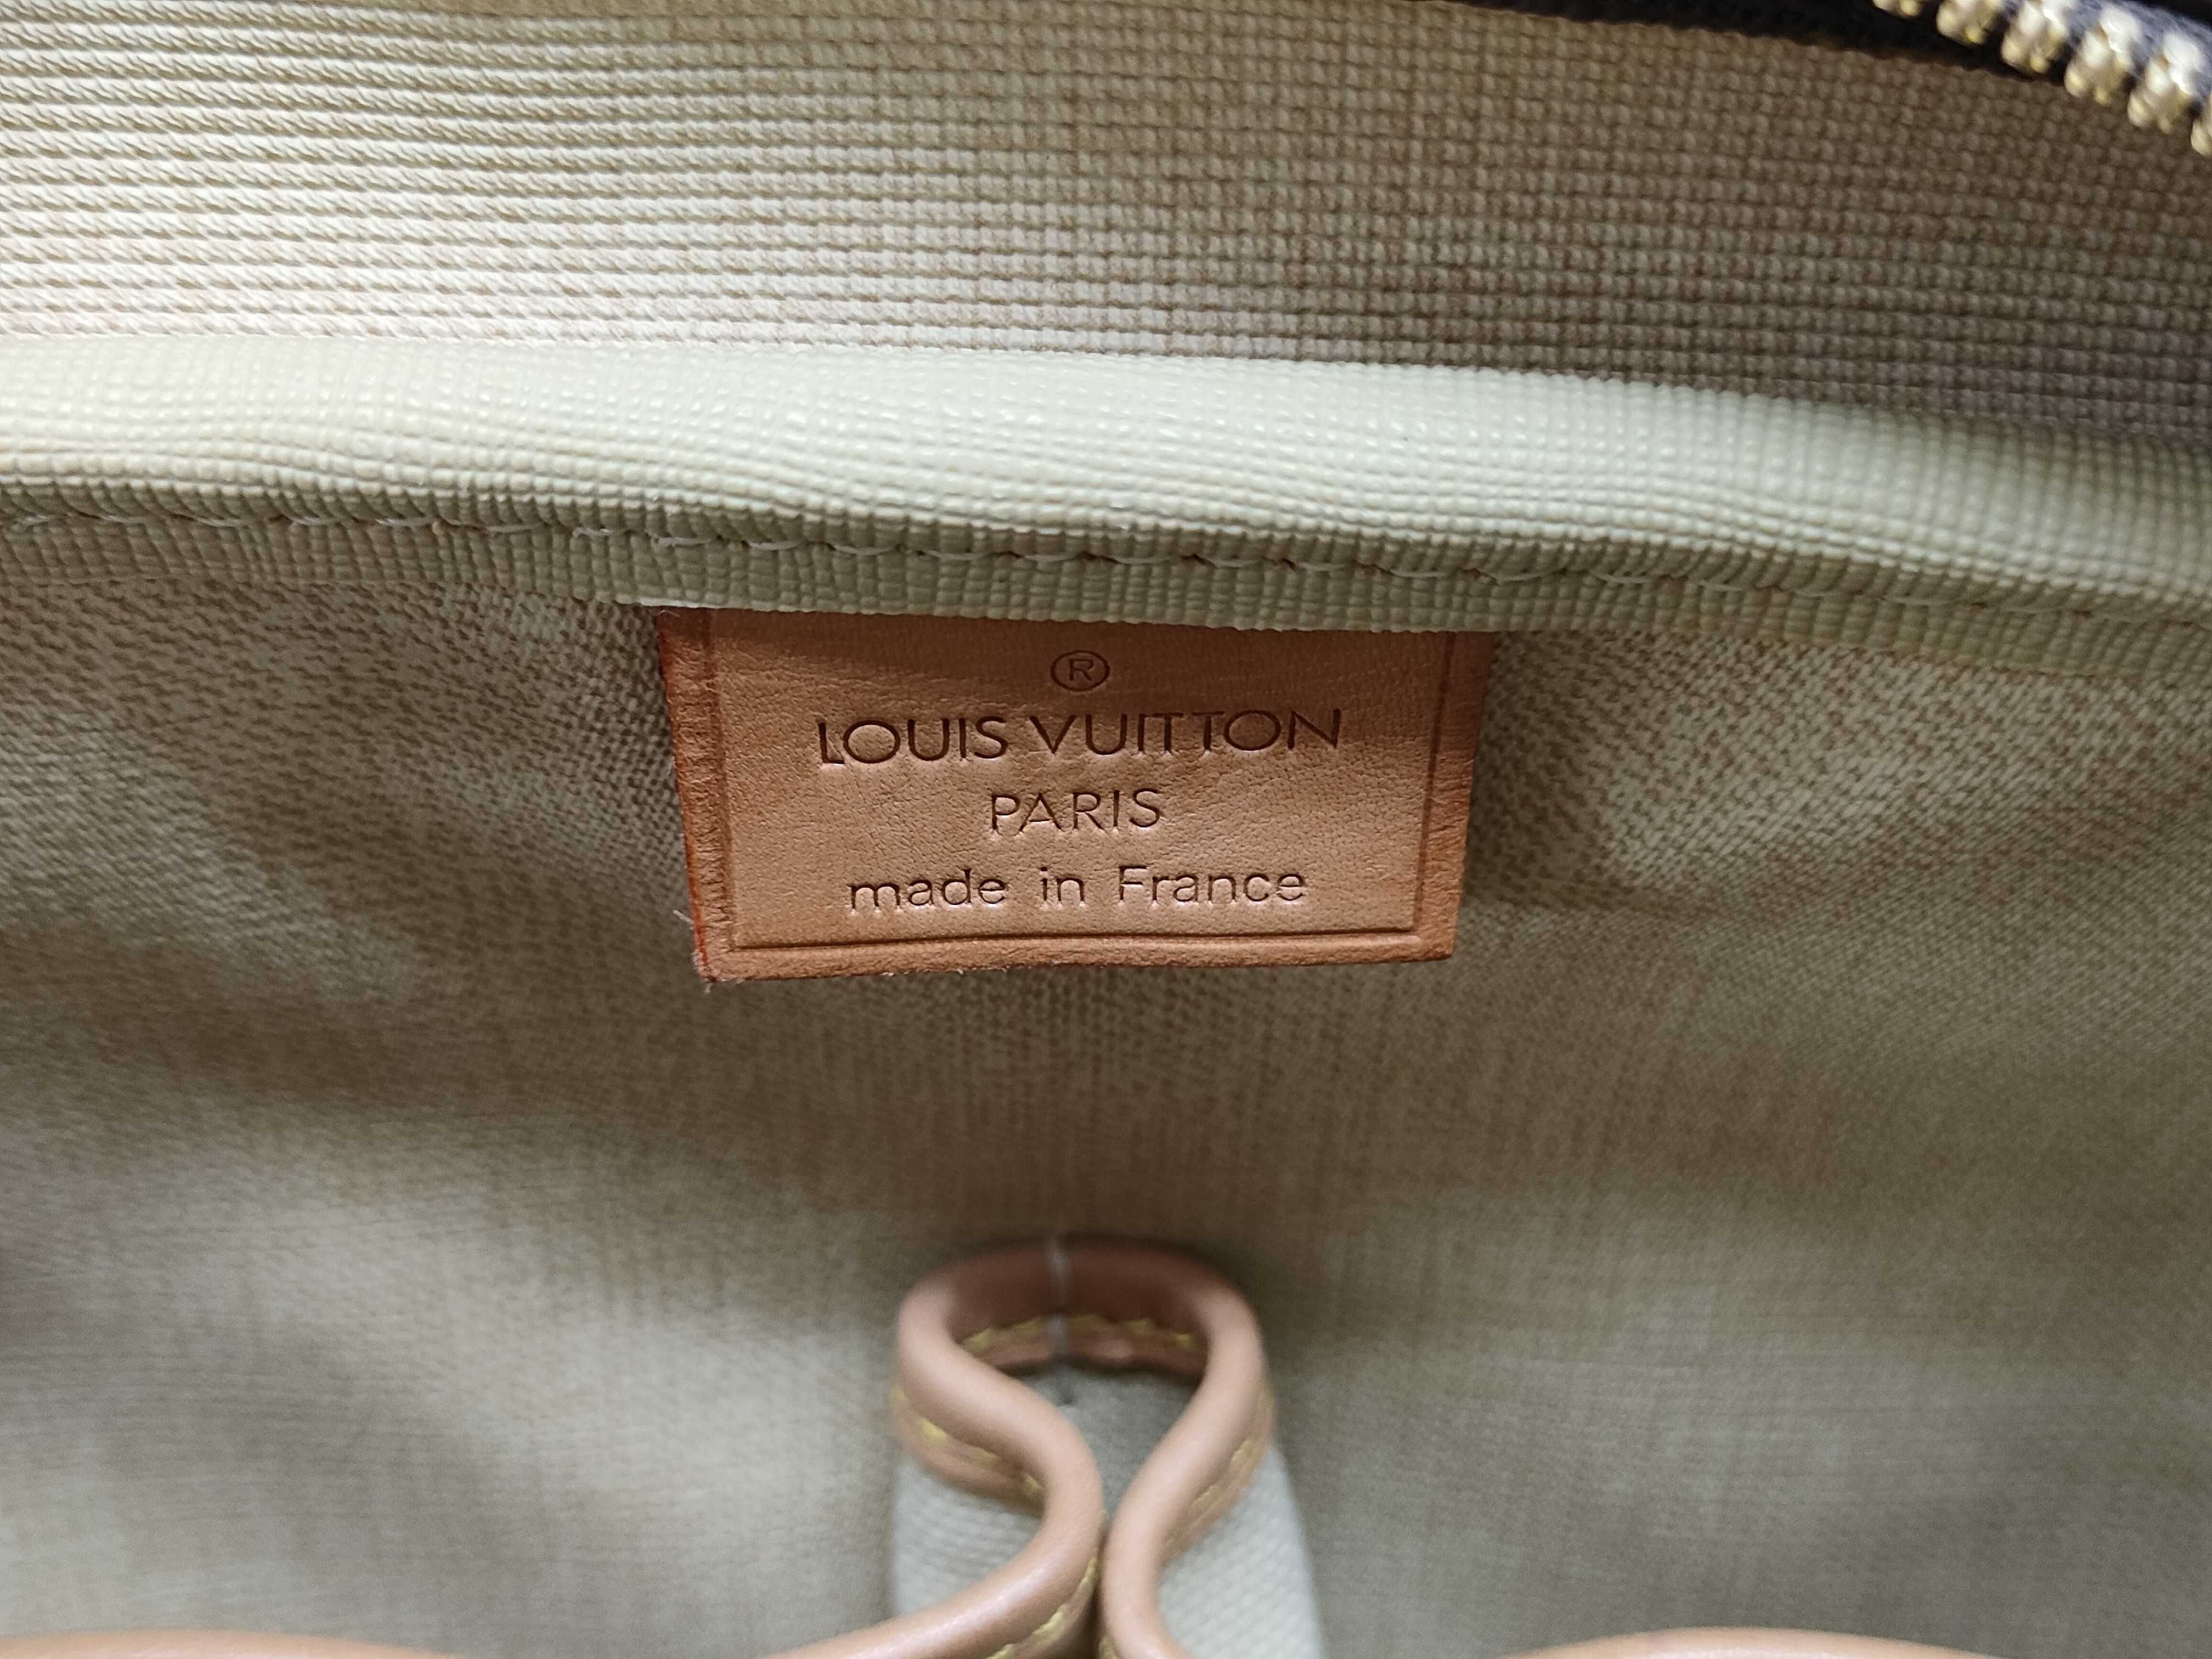 ®
LOUIS VUITTON
PARIS
made in France